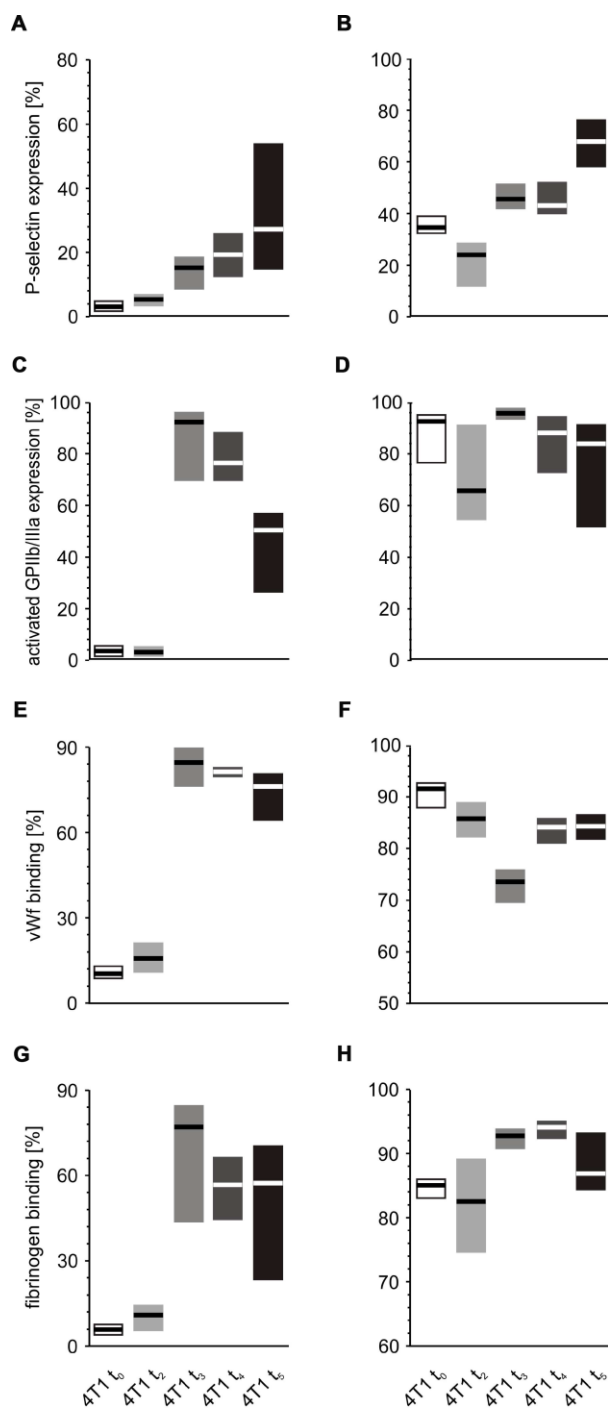 A
B
P-selectin expression [%]
80
60
40
20
0
100
80
60
40
20
0
C
D
activated GPIIb/IIIa expression [%]
100
80
60
40
20
0
100
80
60
40
20
0
E
F
vWf binding [%]
90
60
30
0
100
90
80
70
60
50
G
H
fibrinogen binding [%]
90
60
30
0
100
90
80
70
60
4T1 t₀
4T1 t₂
4T1 t₃
4T1 t₄
4T1 t₅
4T1 t₀
4T1 t₂
4T1 t₃
4T1 t₄
4T1 t₅